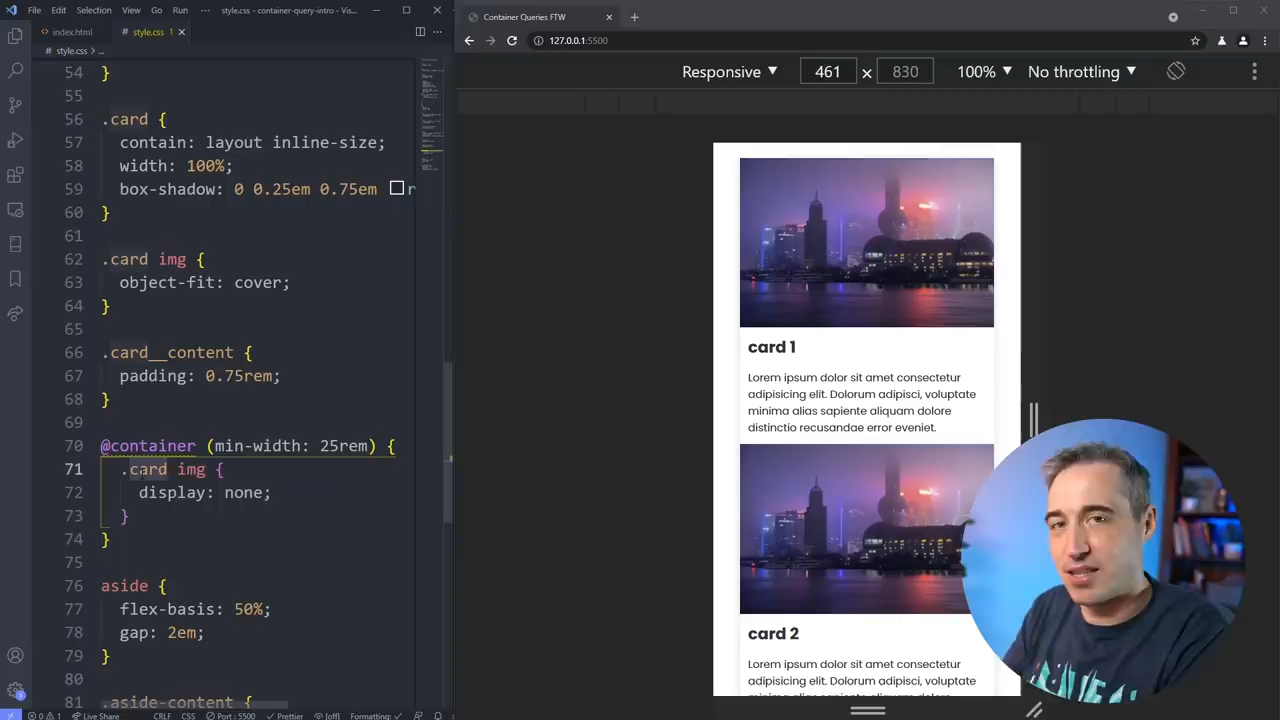 File Edit Selection View Go Run ··· style.css - container-query-intro - Vis...
index.html
style.css 1
style.css > ...
54 }
55
56 .card {
57 contain: layout inline-size;
58 width: 100%;
59 box-shadow: 0 0.25em 0.75em r
60 }
61
62 .card img {
63 object-fit: cover;
64 }
65
66 .card__content {
67 padding: 0.75rem;
68 }
69
70 @container (min-width: 25rem) {
71 .card img {
72 display: none;
73 }
74 }
75
76 aside {
77 flex-basis: 50%;
78 gap: 2em;
79 }
80
81 .aside-content {
0 1 Live Share CRLF CSS Port : 5500 Prettier [off] Formatting: ✓
Container Queries FTW
127.0.0.1:5500
Responsive 461 × 830 100% No throttling
card 1
Lorem ipsum dolor sit amet consectetur
adipisicing elit. Dolorum adipisci, voluptate
minima alias sapiente aliquam dolore
distinctio recusandae error eveniet.
card 2
Lorem ipsum dolor sit amet consectetur
adipisicing elit. Dolorum adipisci, voluptate